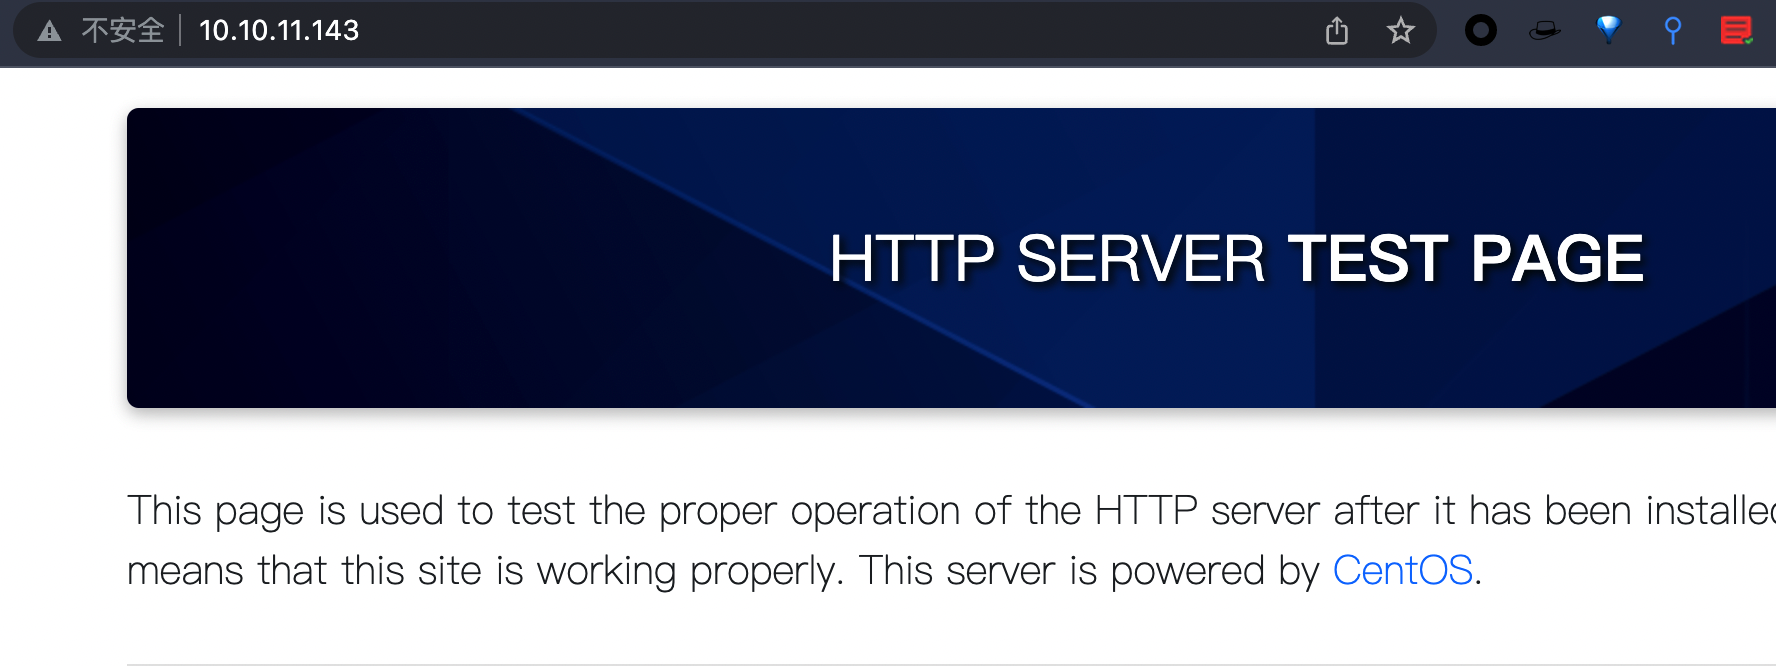 不安全 10.10.11.143
HTTP SERVER TEST PAGE
This page is used to test the proper operation of the HTTP server after it has been installed
means that this site is working properly. This server is powered by CentOS.